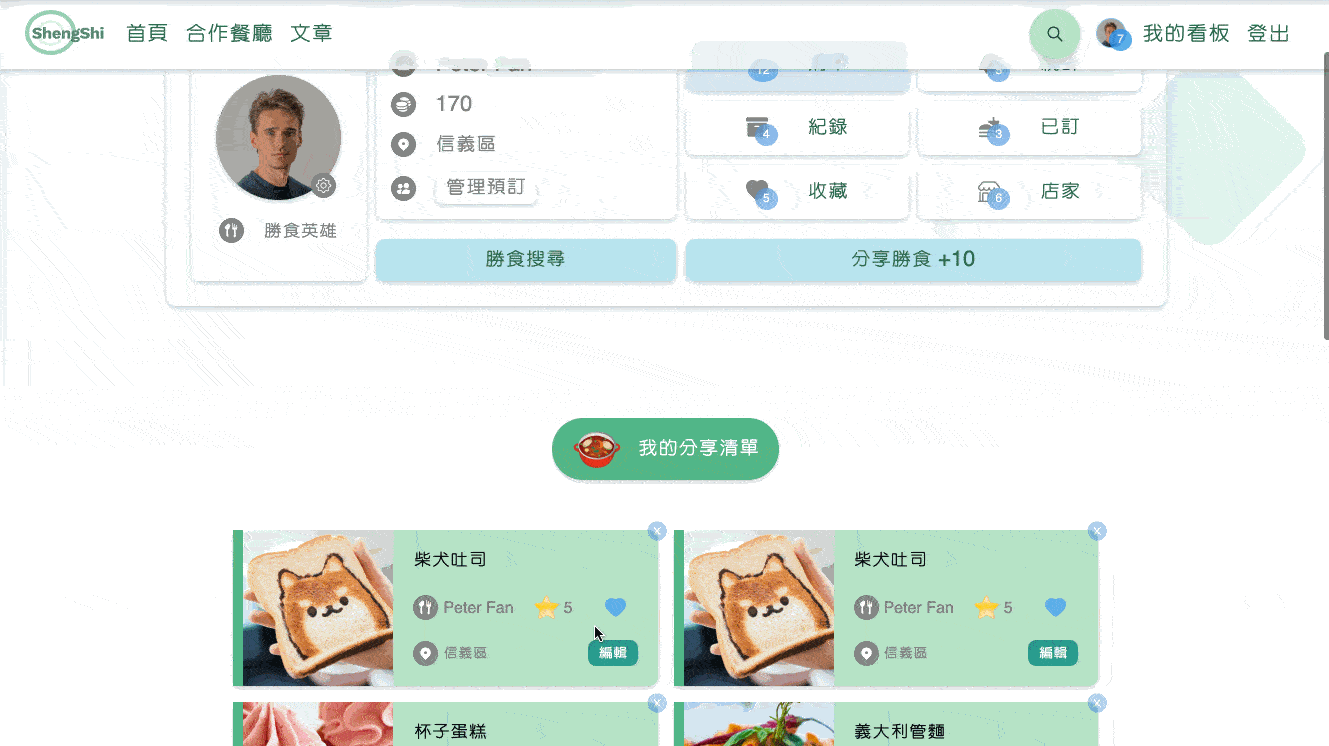 ShengShi 首頁 合作餐廳 文章 7 我的看板 登出
Peter Fan
12
170
4 紀錄
3 已訂
信義區
管理預訂
5 收藏
6 店家
勝食英雄
勝食搜尋
分享勝食 +10
我的分享清單
x
柴犬吐司
Peter Fan 5
信義區 編輯
x
柴犬吐司
Peter Fan 5
信義區 編輯
x
杯子蛋糕
x
義大利管麵